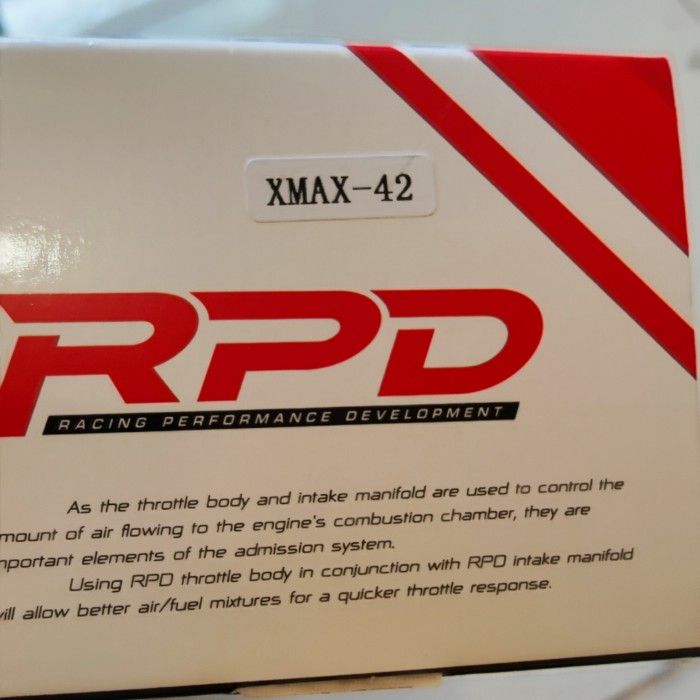 XMAX-42
RPD
RACING PERFORMANCE DEVELOPMENT
As the throttle body and intake manifold are used to control the
mount of air flowing to the engine's combustion chamber, they are
nportant elements of the admission system.
Using RPD throttle body in conjunction with RPD intake manifold
vill allow better air/fuel mixtures for a quicker throttle response.